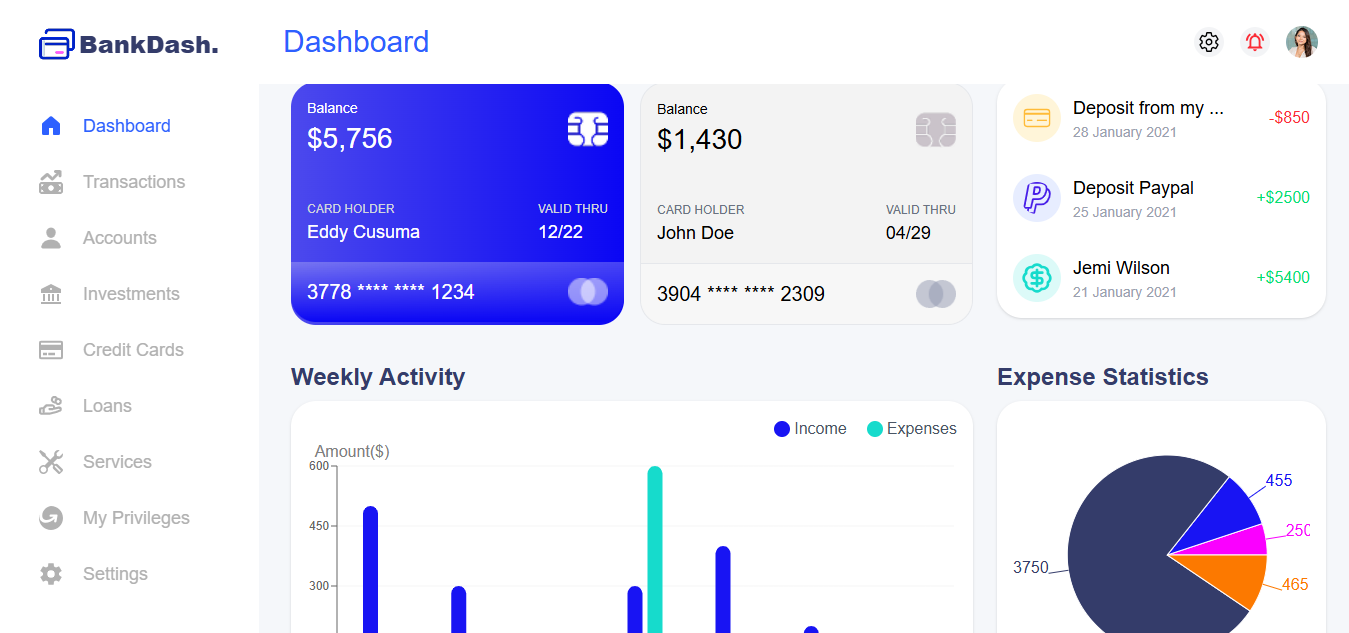 BankDash.
Dashboard
Dashboard
Transactions
Accounts
Investments
Credit Cards
Loans
Services
My Privileges
Settings
Balance
$5,756
CARD HOLDER
Eddy Cusuma
VALID THRU
12/22
3778 **** **** 1234
Balance
$1,430
CARD HOLDER
John Doe
VALID THRU
04/29
3904 **** **** 2309
Deposit from my ...
28 January 2021
-$850
Deposit Paypal
25 January 2021
+$2500
Jemi Wilson
21 January 2021
+$5400
Weekly Activity
Income
Expenses
Amount($)
600
450
300
Expense Statistics
455
250
465
3750